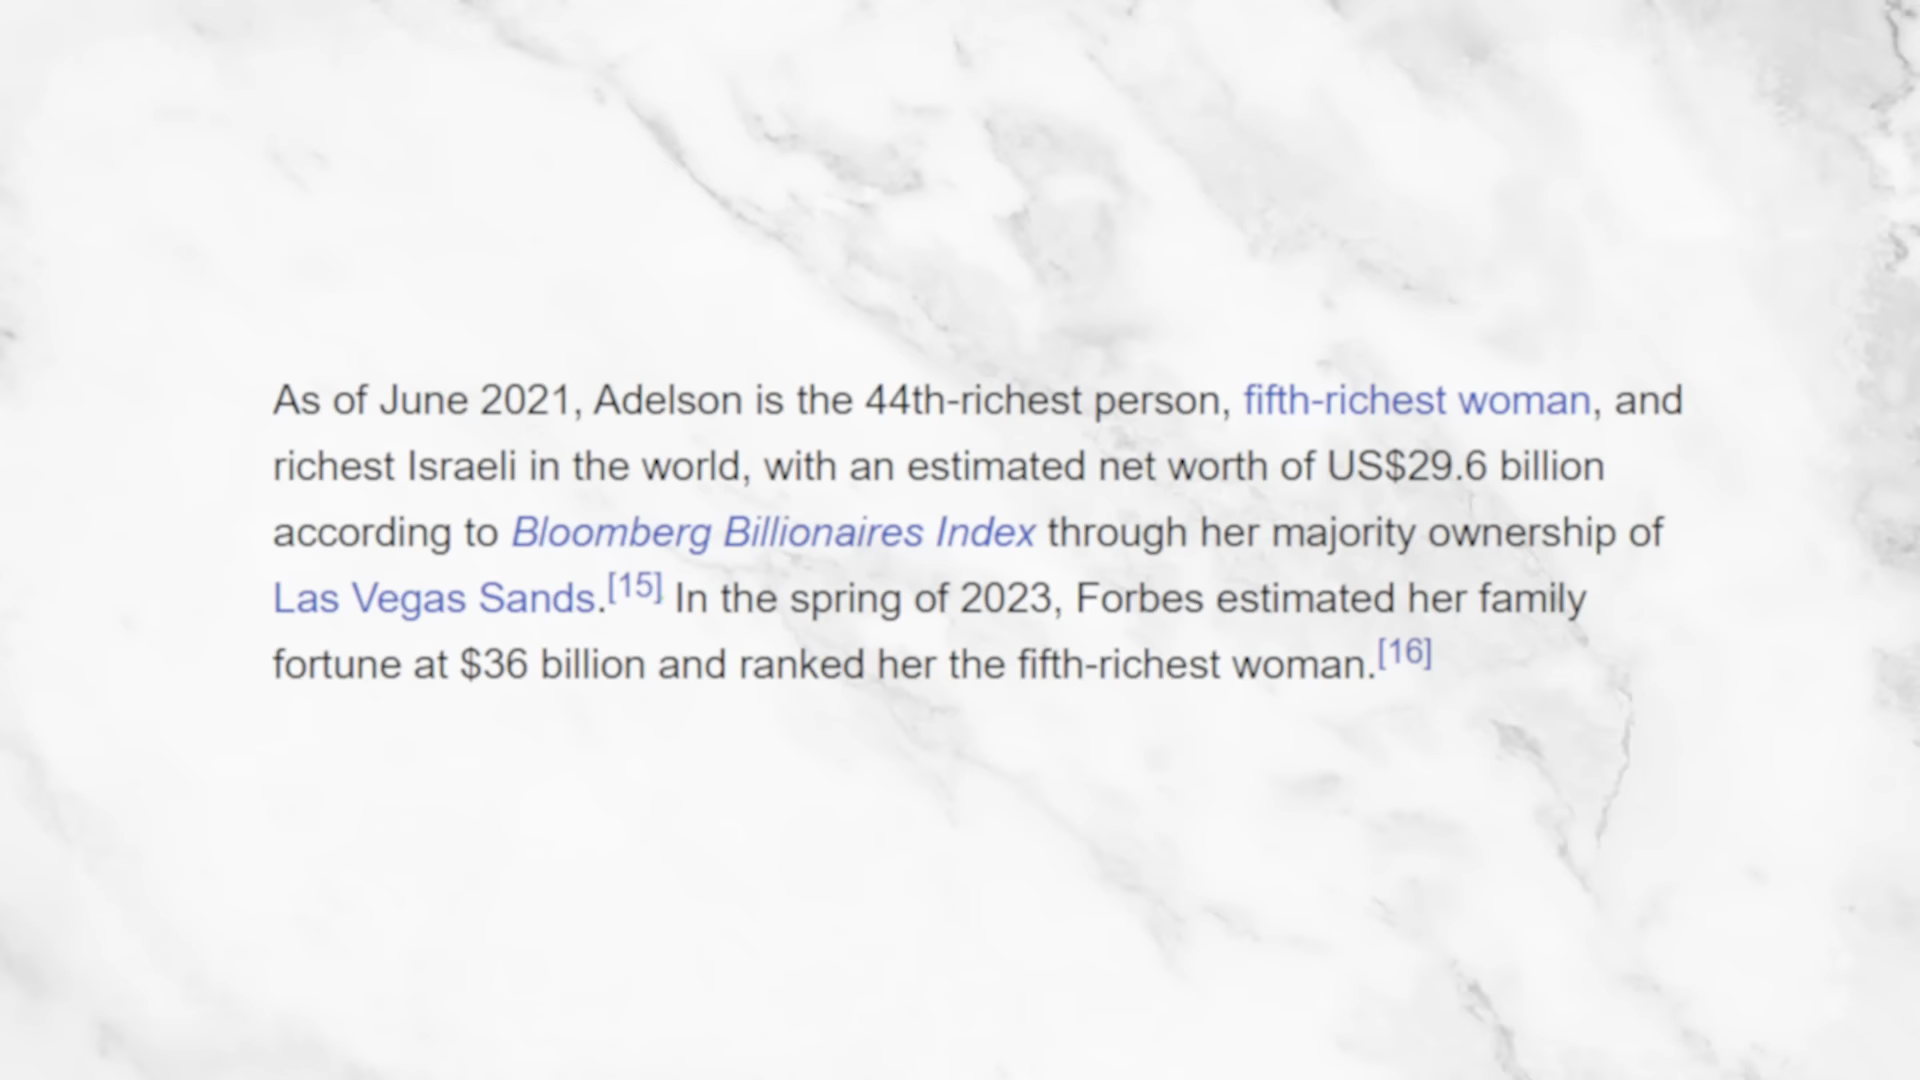 As of June 2021, Adelson is the 44th-richest person, fifth-richest woman, and
richest Israeli in the world, with an estimated net worth of US$29.6 billion
according to Bloomberg Billionaires Index through her majority ownership of
Las Vegas Sands.[15] In the spring of 2023, Forbes estimated her family
fortune at $36 billion and ranked her the fifth-richest woman.[16]